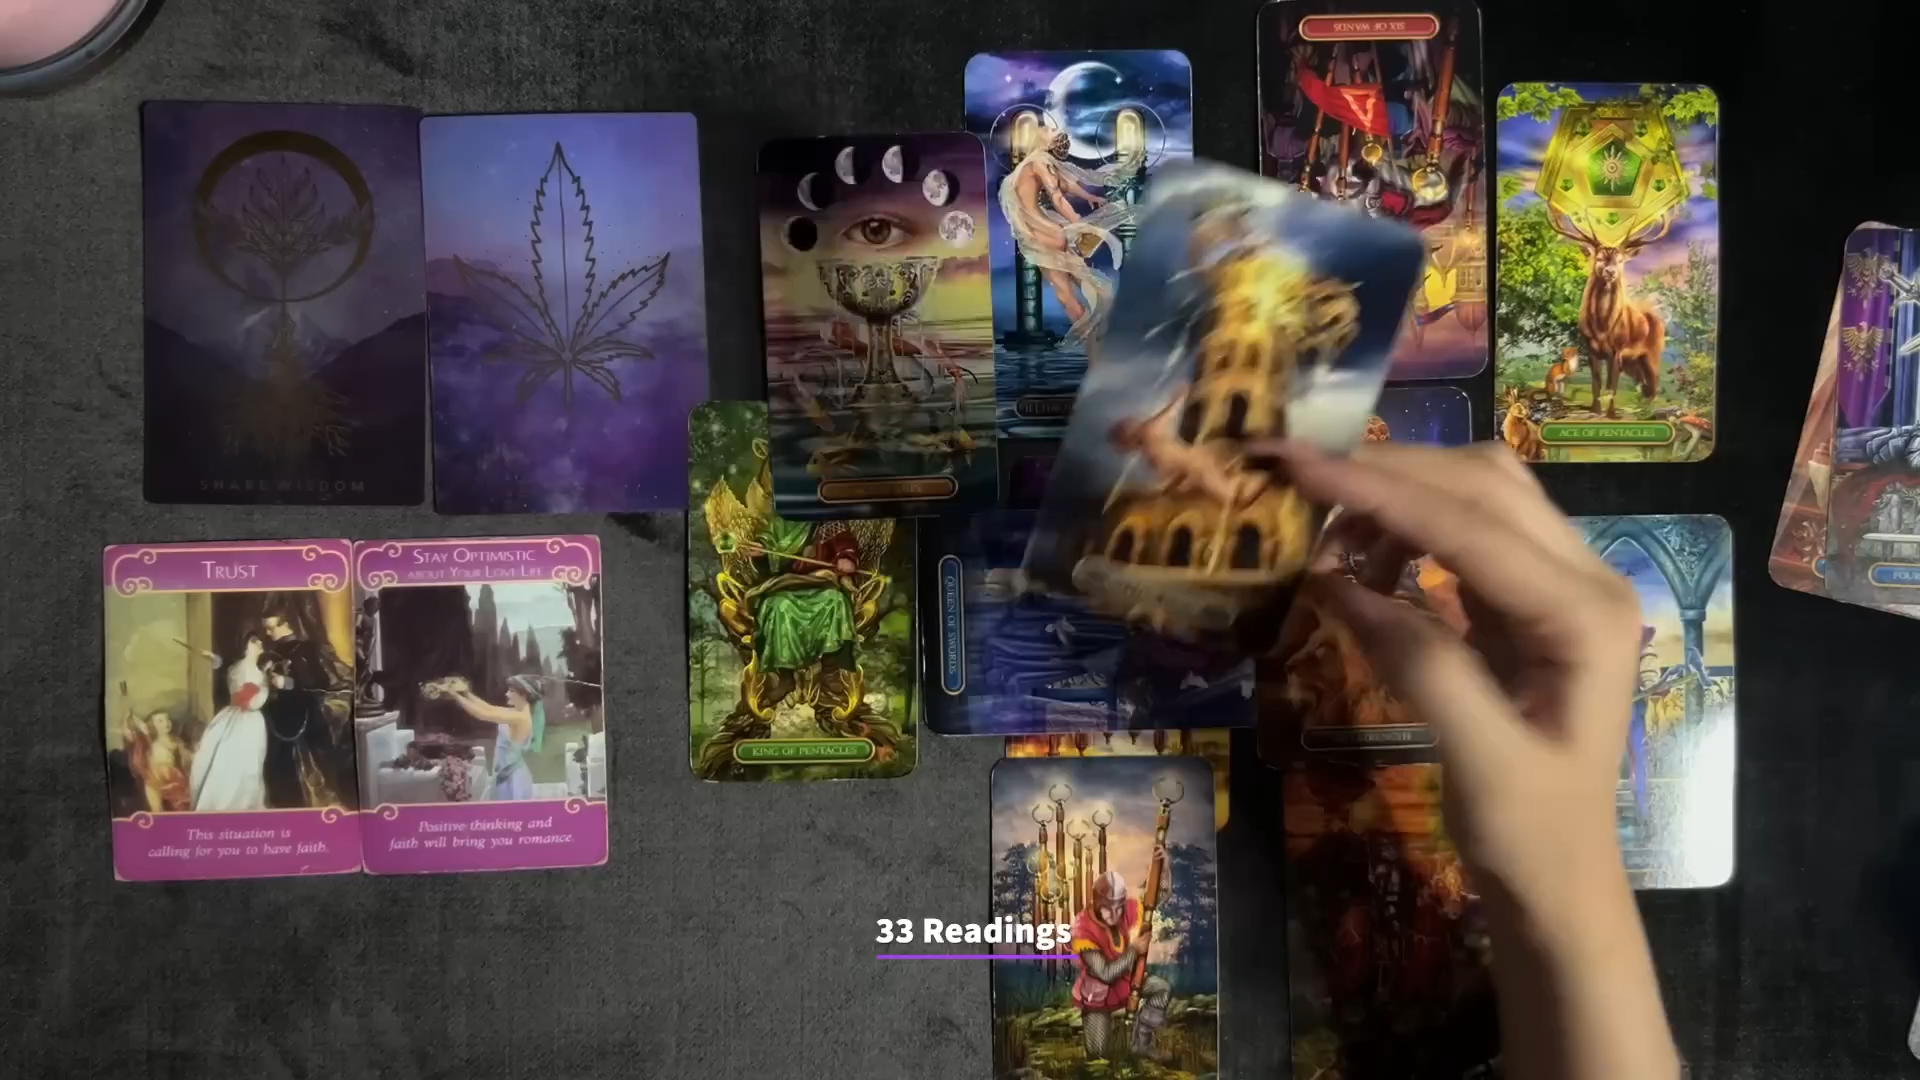 SIX OF WANDS
SHARE WISDOM
ACE OF PENTACLES
QUEEN OF SWORDS
FOUR
TRUST
STAY OPTIMISTIC
ABOUT YOUR LOVE LIFE
STRENGTH
KING OF PENTACLES
This situation is
calling for you to have faith.
Positive thinking and
faith will bring you romance.
33 Readings